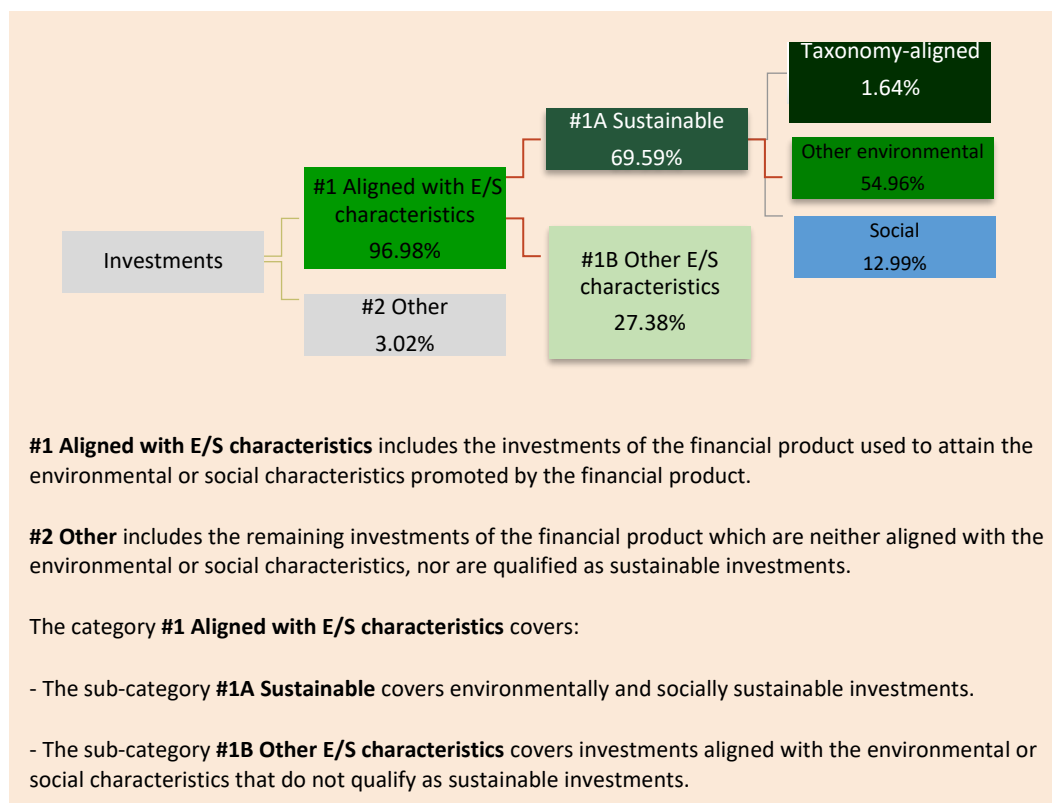 Taxonomy-aligned
1.64%
#1A Sustainable
69.59%
Other environmental
54.96%
#1 Aligned with E/S
characteristics
96.98%
Social
12.99%
Investments
#1B Other E/S
characteristics
27.38%
#2 Other
3.02%
#1 Aligned with E/S characteristics includes the investments of the financial product used to attain the
environmental or social characteristics promoted by the financial product.
#2 Other includes the remaining investments of the financial product which are neither aligned with the
environmental or social characteristics, nor are qualified as sustainable investments.
The category #1 Aligned with E/S characteristics covers:
- The sub-category #1A Sustainable covers environmentally and socially sustainable investments.
- The sub-category #1B Other E/S characteristics covers investments aligned with the environmental or
social characteristics that do not qualify as sustainable investments.